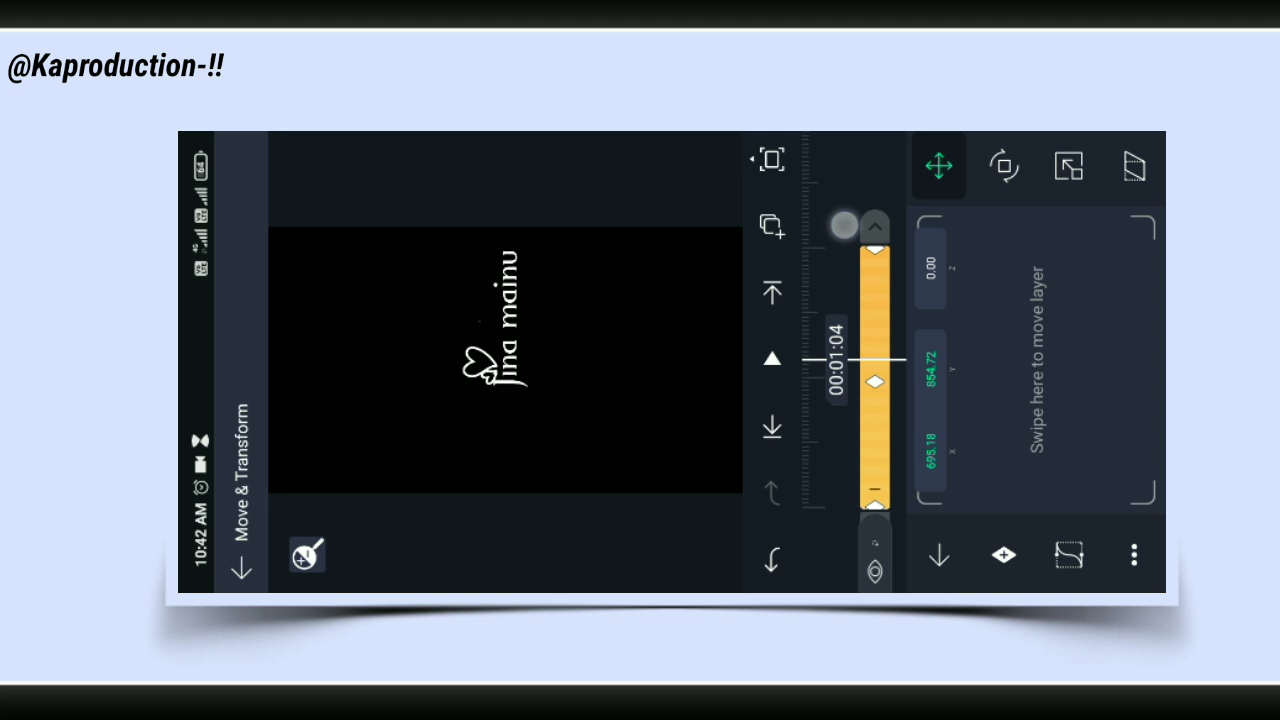 @Kaproduction-!!
10:42 AM
64
Move & Transform
Jina mainu
00:01:04
695.18
X
854.72
Y
0.00
Z
Swipe here to move layer